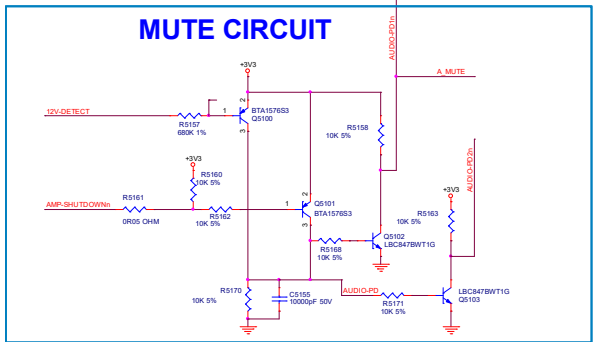 MUTE CIRCUIT
AUDIO-PD1n
A_MUTE
+3V3
12V-DETECT
R5157
680K 1%
1
2
3
BTA1576S3
Q5100
R5158
10K 5%
AUDIO-PD2n
+3V3
R5160
10K 5%
+3V3
R5161
AMP-SHUTDOWNn
0R05 OHM
R5162
10K 5%
1
2
3
Q5101
BTA1576S3
R5163
10K 5%
Q5102
LBC847BWT1G
R5168
10K 5%
R5170
10K 5%
C5155
10000pF 50V
AUDIO-PD
R5171
10K 5%
LBC847BWT1G
Q5103